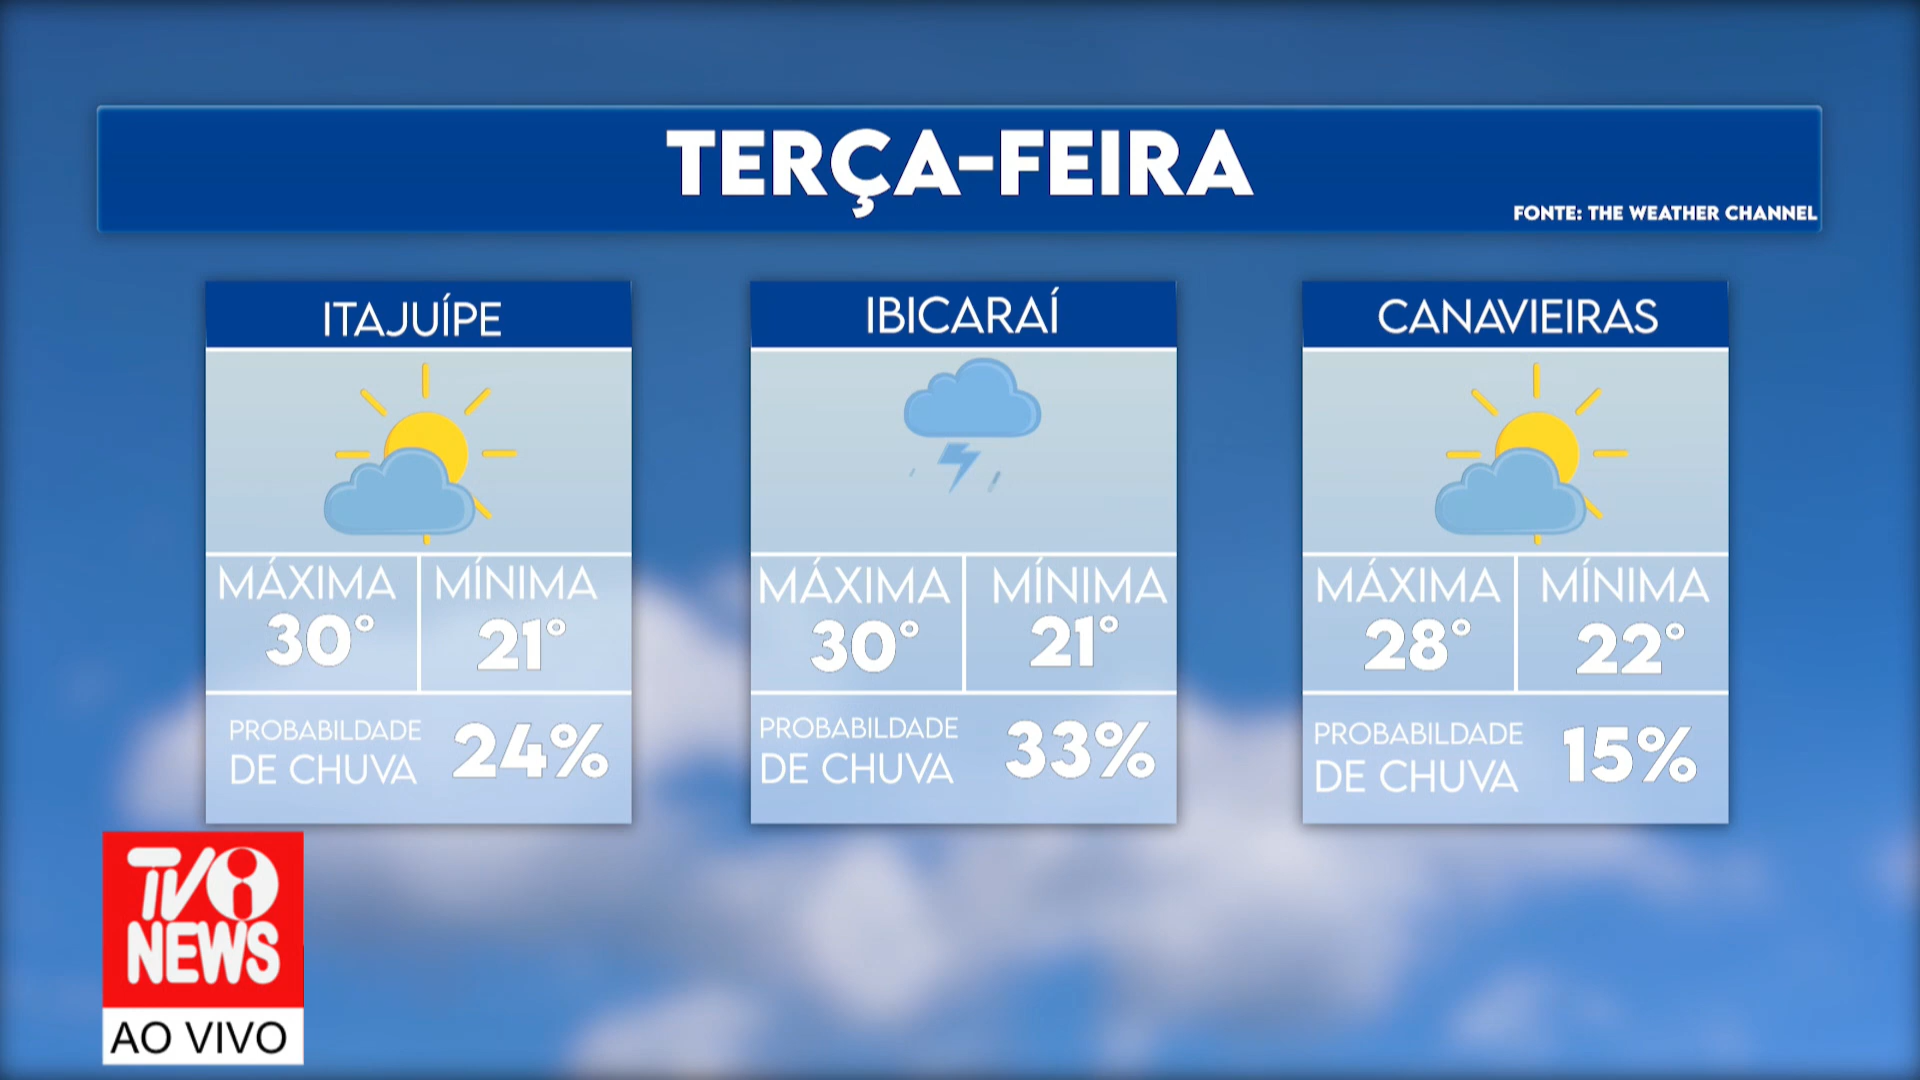 TERÇA-FEIRA
FONTE: THE WEATHER CHANNEL
ITAJUÍPE
MÁXIMA
30°
MÍNIMA
21°
PROBABILDADE
DE CHUVA
24%
IBICARAÍ
MÁXIMA
30°
MÍNIMA
21°
PROBABILDADE
DE CHUVA
33%
CANAVIEIRAS
MÁXIMA
28°
MÍNIMA
22°
PROBABILDADE
DE CHUVA
15%
TVi
NEWS
AO VIVO